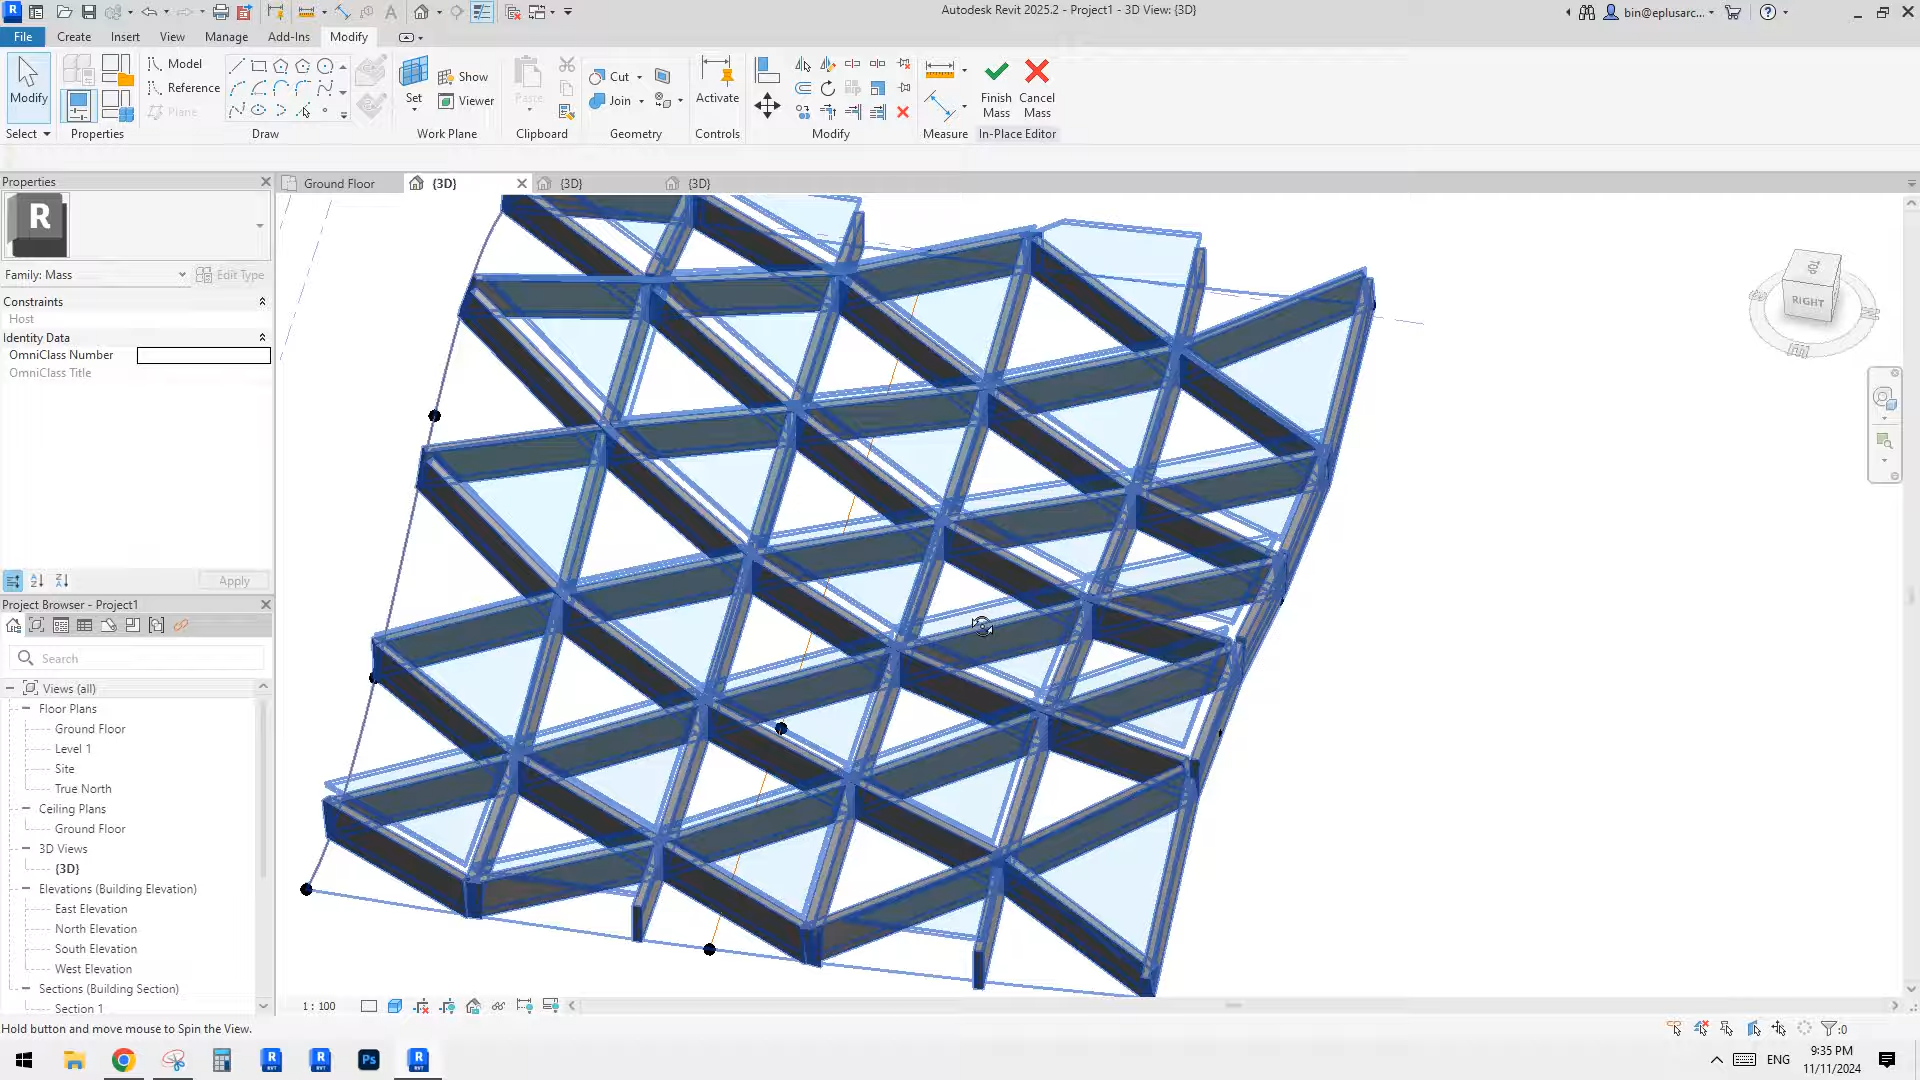 Autodesk Revit 2025.2 - Project1 - 3D View: {3D}
bin@eplusarc...
File Create Insert View Manage Add-Ins Modify
Modify
Select
Properties
Model
Reference
Plane
Draw
Set
Show
Viewer
Work Plane
Paste
Clipboard
Cut
Join
Geometry
Activate
Controls
Modify
Measure
Finish Mass
Cancel Mass
In-Place Editor
Properties
R
Family: Mass
Edit Type
Constraints
Host
Identity Data
OmniClass Number
OmniClass Title
Apply
Ground Floor
{3D}
{3D}
{3D}
TOP
RIGHT
Project Browser - Project1
Search
Views (all)
Floor Plans
Ground Floor
Level 1
Site
True North
Ceiling Plans
Ground Floor
3D Views
{3D}
Elevations (Building Elevation)
East Elevation
North Elevation
South Elevation
West Elevation
Sections (Building Section)
Section 1
1 : 100
Hold button and move mouse to Spin the View.
:0
ENG
9:35 PM
11/11/2024